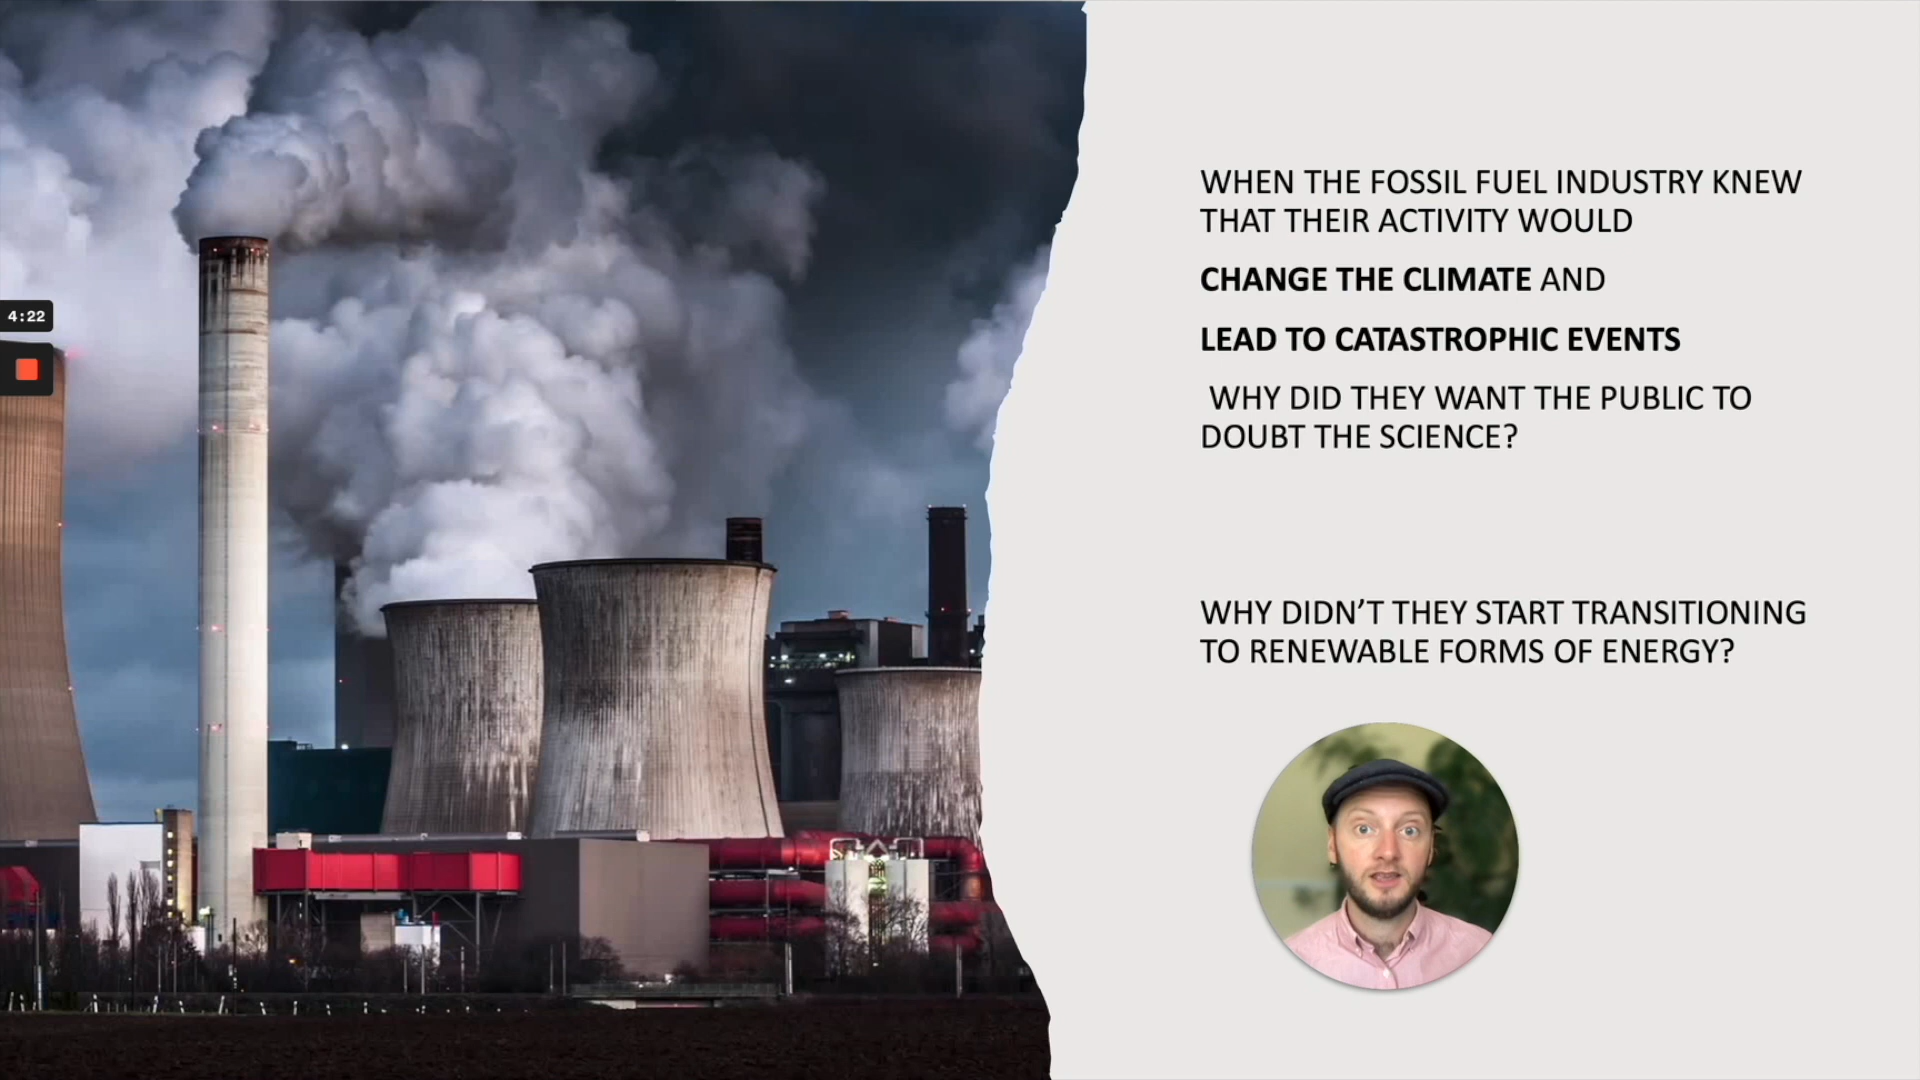 WHEN THE FOSSIL FUEL INDUSTRY KNEW
THAT THEIR ACTIVITY WOULD
CHANGE THE CLIMATE AND
LEAD TO CATASTROPHIC EVENTS
WHY DID THEY WANT THE PUBLIC TO
DOUBT THE SCIENCE?
WHY DIDN'T THEY START TRANSITIONING
TO RENEWABLE FORMS OF ENERGY?
4:22